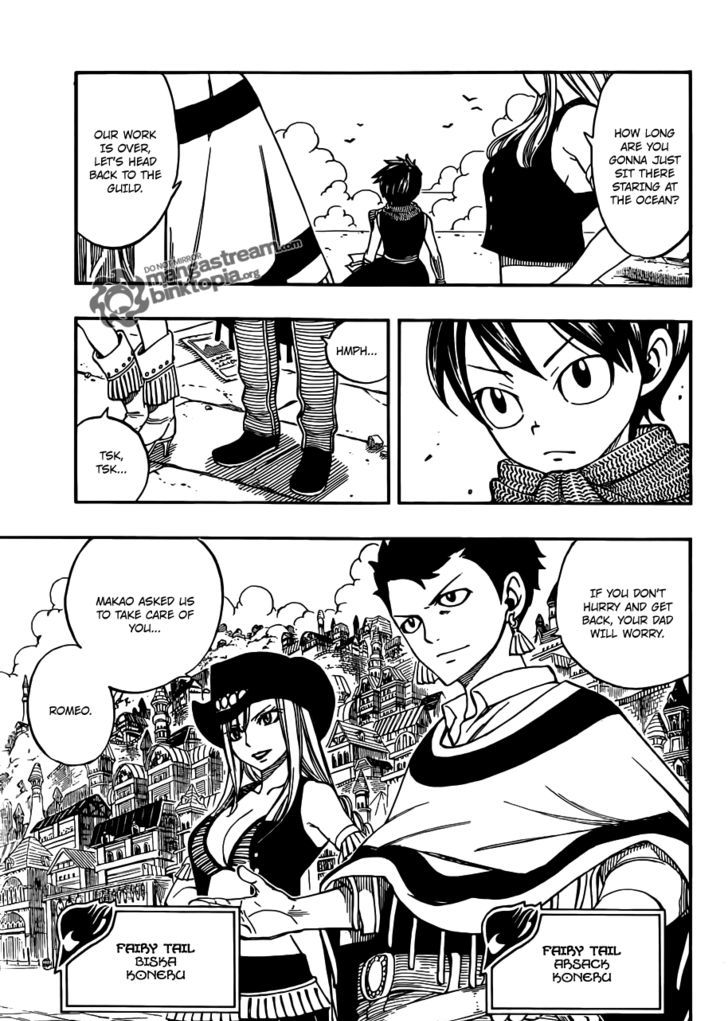 HOW LONG
ARE YOU
GONNA JUST
SIT THERE
STARING AT
THE OCEAN?
OUR WORK
IS OVER,
LET'S HEAD
BACK TO THE
GUILD.
DO NOT MIRROR
mangastream.com
binktopia.org
HMPH...
TSK,
TSK...
IF YOU DON'T
HURRY AND GET
BACK, YOUR DAD
WILL WORRY.
MAKAO ASKED US
TO TAKE CARE OF
YOU...
ROMEO.
FAIRY TAIL
ARSACK
KONERU
FAIRY TAIL
BISKA
KONERU